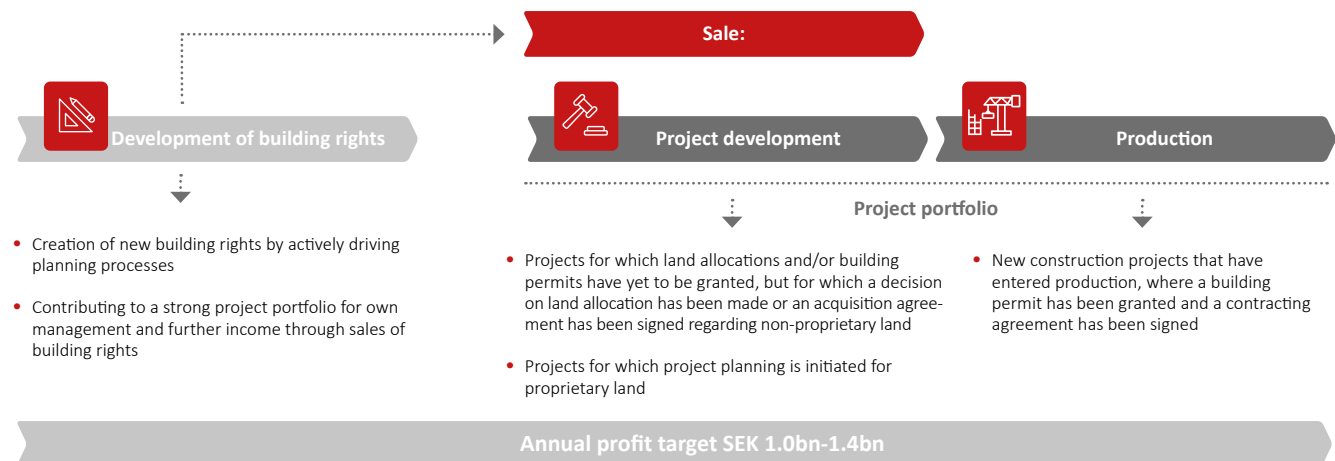 Sale:
Development of building rights
Project development
Production
Project portfolio
• Creation of new building rights by actively driving
planning processes
• Contributing to a strong project portfolio for own
management and further income through sales of
building rights
• Projects for which land allocations and/or building
permits have yet to be granted, but for which a decision
on land allocation has been made or an acquisition agree-
ment has been signed regarding non-proprietary land
• Projects for which project planning is initiated for
proprietary land
• New construction projects that have
entered production, where a building
permit has been granted and a contracting
agreement has been signed
Annual profit target SEK 1.0bn-1.4bn